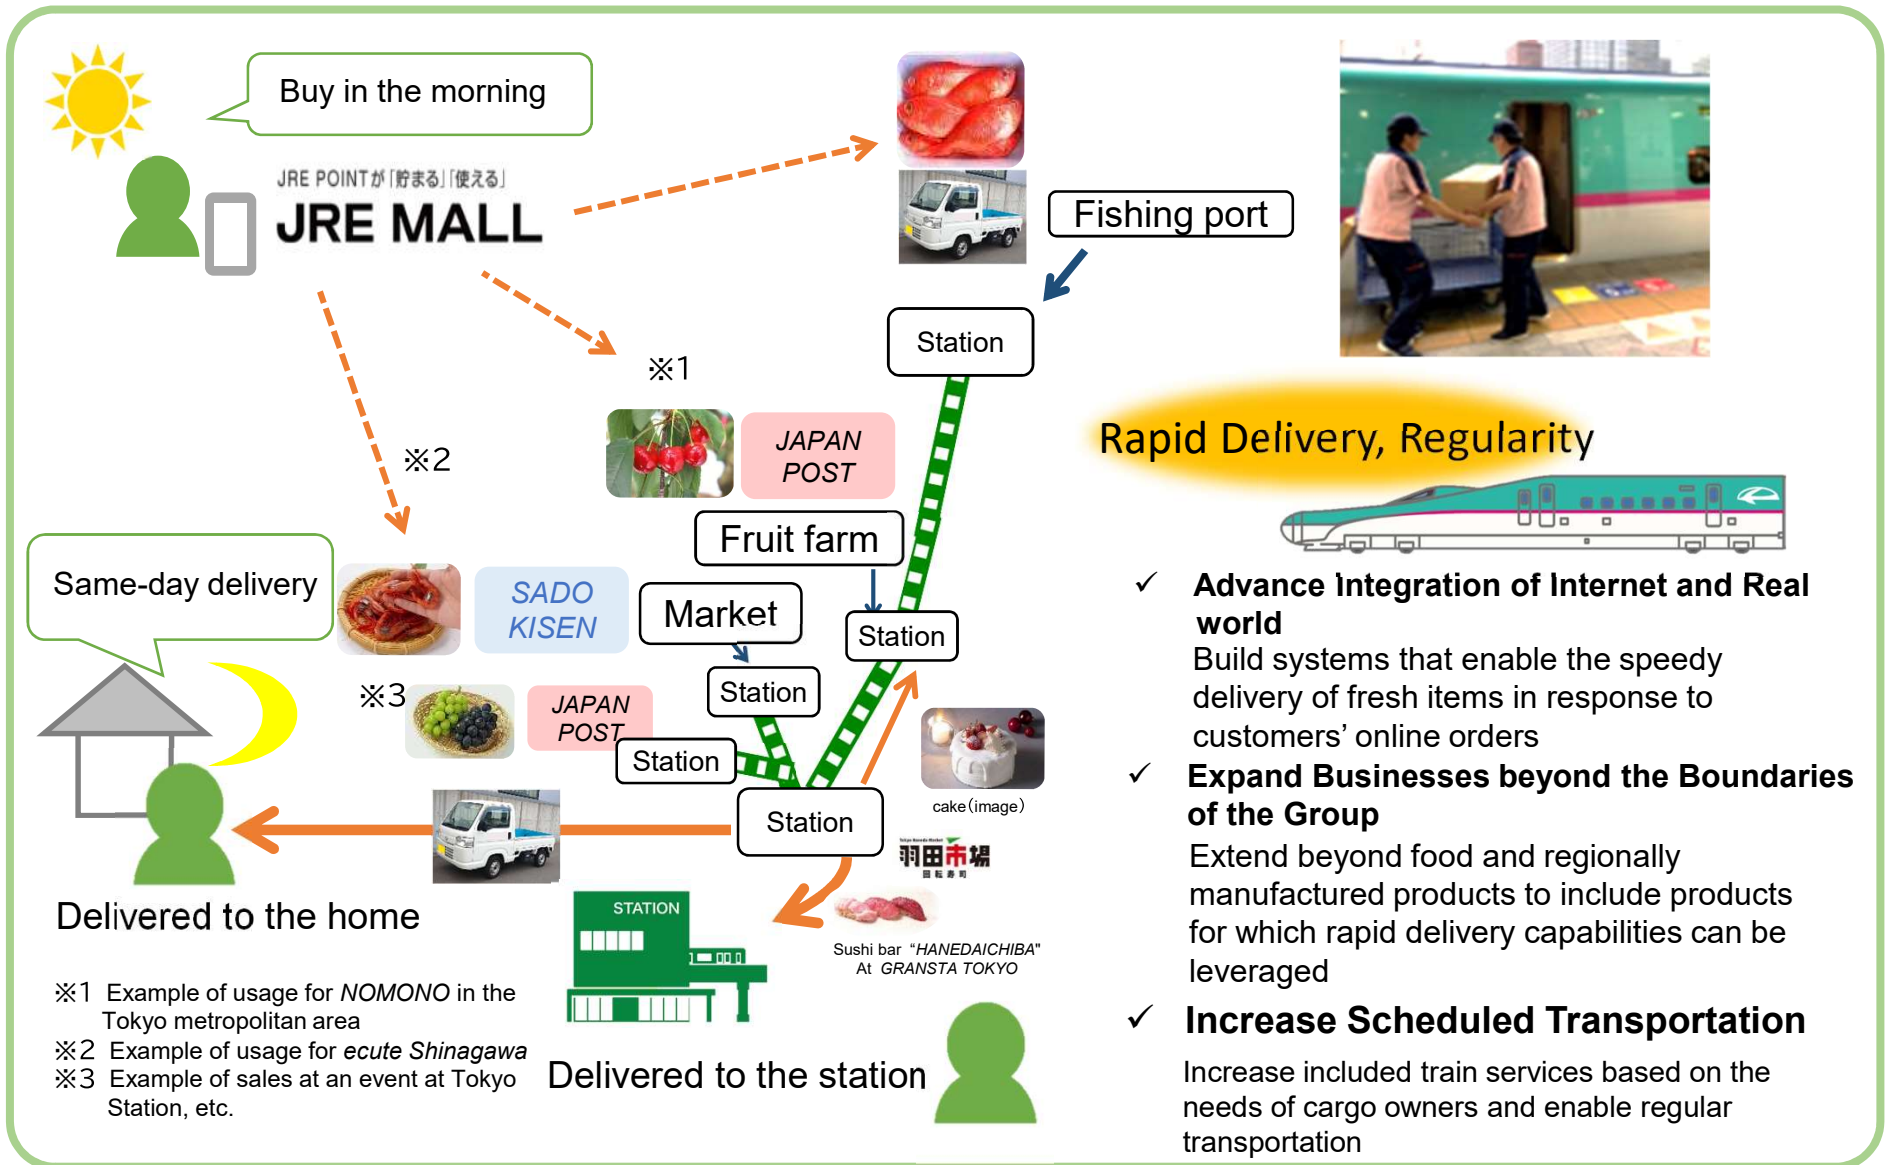 Buy in the morning
JRE POINTが「貯まる」「使える」
JRE MALL
Fishing port
Station
※1
JAPAN
POST
Fruit farm
Station
※2
SADO
KISEN
Market
Station
※3
JAPAN
POST
Station
Station
Same-day delivery
Delivered to the home
cake（image）
Tokyo Haneda Market
羽田市場
回転寿司
Sushi bar “HANEDAICHIBA"
At GRANSTA TOKYO
STATION
Delivered to the station
※1 Example of usage for NOMONO in the
Tokyo metropolitan area
※2 Example of usage for ecute Shinagawa
※3 Example of sales at an event at Tokyo
Station, etc.
Rapid Delivery, Regularity
✓ Advance Integration of Internet and Real
world
Build systems that enable the speedy
delivery of fresh items in response to
customers’ online orders
✓ Expand Businesses beyond the Boundaries
of the Group
Extend beyond food and regionally
manufactured products to include products
for which rapid delivery capabilities can be
leveraged
✓ Increase Scheduled Transportation
Increase included train services based on the
needs of cargo owners and enable regular
transportation